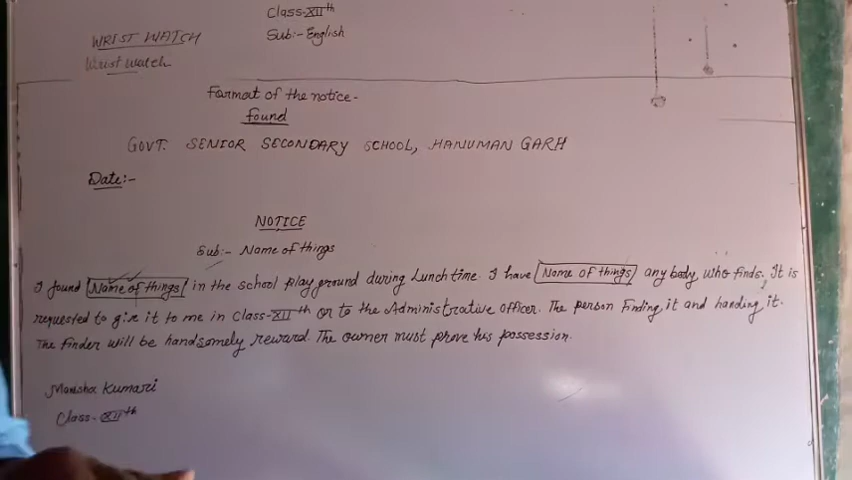 Class-XIIth
WRIST WATCH
Sub:- English
Wrist watch
Format of the notice-
found
GOVT. SENIOR SECONDARY SCHOOL, HANUMAN GARH
Date:-
NOTICE
Sub:- Name of things
I found Name of things in the school play ground during Lunch time. I have Name of things any body who finds. It is
requested to give it to me in class-XIIth or to the Administrative officer. The person Finding it and handing it.
The finder will be handsomely reward. The owner must prove his possession.
Manisha Kumari
Class-XIIth